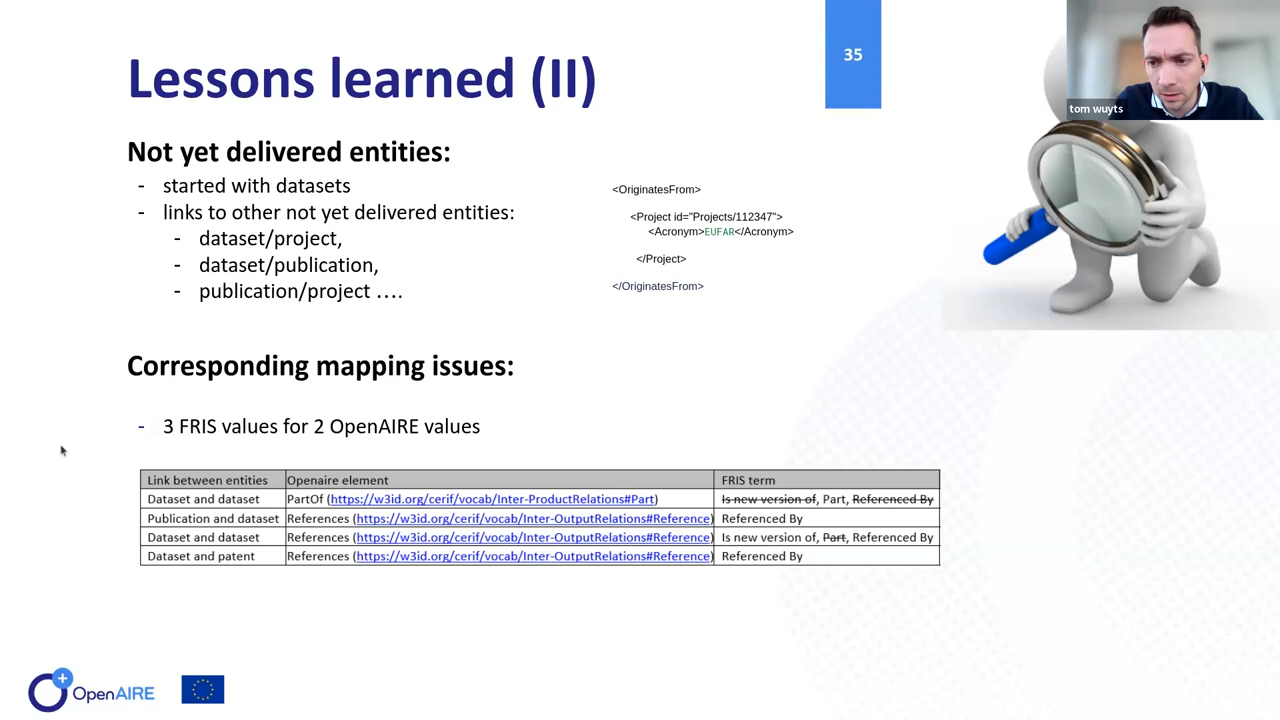 Lessons learned (II)
35
tom wuyts
Not yet delivered entities:
- started with datasets
- links to other not yet delivered entities:
- dataset/project,
- dataset/publication,
- publication/project ….
<OriginatesFrom>
<Project id="Projects/112347">
<Acronym>EUFAR</Acronym>
</Project>
</OriginatesFrom>
Corresponding mapping issues:
- 3 FRIS values for 2 OpenAIRE values
Link between entities Openaire element FRIS term
Dataset and dataset PartOf (https://w3id.org/cerif/vocab/Inter-ProductRelations#Part) Is new version of, Part, Referenced By
Publication and dataset References (https://w3id.org/cerif/vocab/Inter-OutputRelations#Reference) Referenced By
Dataset and dataset References (https://w3id.org/cerif/vocab/Inter-OutputRelations#Reference) Is new version of, Part, Referenced By
Dataset and patent References (https://w3id.org/cerif/vocab/Inter-OutputRelations#Reference) Referenced By
OpenAIRE